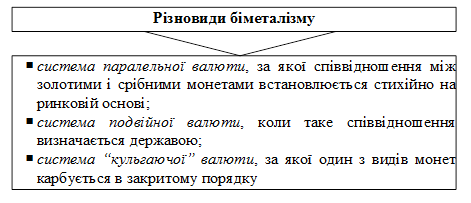 Різновиди біметалізму
▪ система паралельної валюти, за якої співвідношення між
золотими і срібними монетами встановлюється стихійно на
ринковій основі;
▪ система подвійної валюти, коли таке співвідношення
визначається державою;
▪ система “кульгаючої” валюти, за якої один з видів монет
карбується в закритому порядку